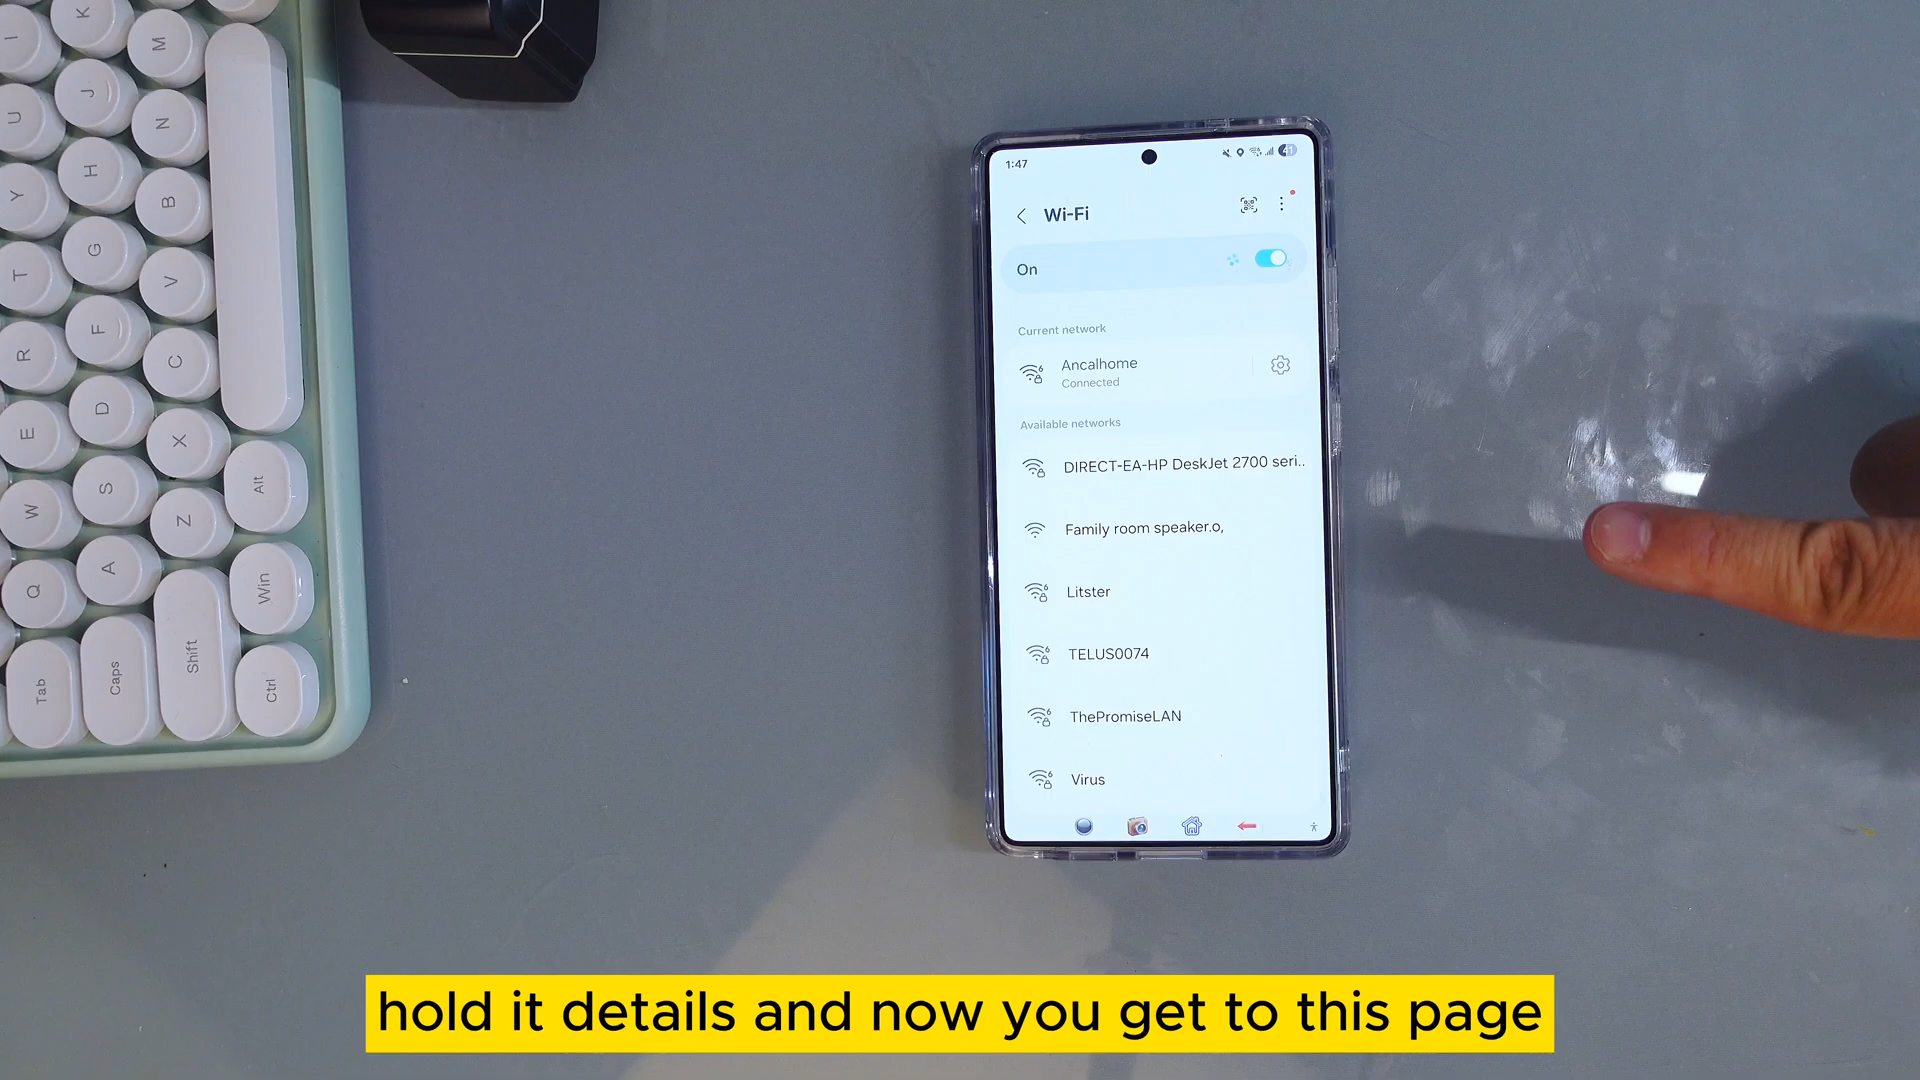 1:47
41
Wi-Fi
On
Current network
Ancalhome
Connected
Available networks
DIRECT-EA-HP DeskJet 2700 seri..
Family room speaker.o,
Litster
TELUS0074
ThePromiseLAN
Virus
I
K
M
U
J
N
Y
H
B
T
G
V
R
F
C
E
D
X
Alt
W
S
Z
Q
A
Win
Tab
Caps
Shift
Ctrl
hold it details and now you get to this page